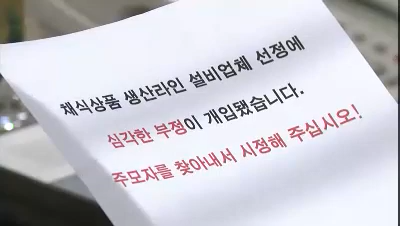 채식상품 생산라인 설비업체 선정에
심각한 부정이 개입됐습니다.
주모자를 찾아내서 시정해 주십시오!